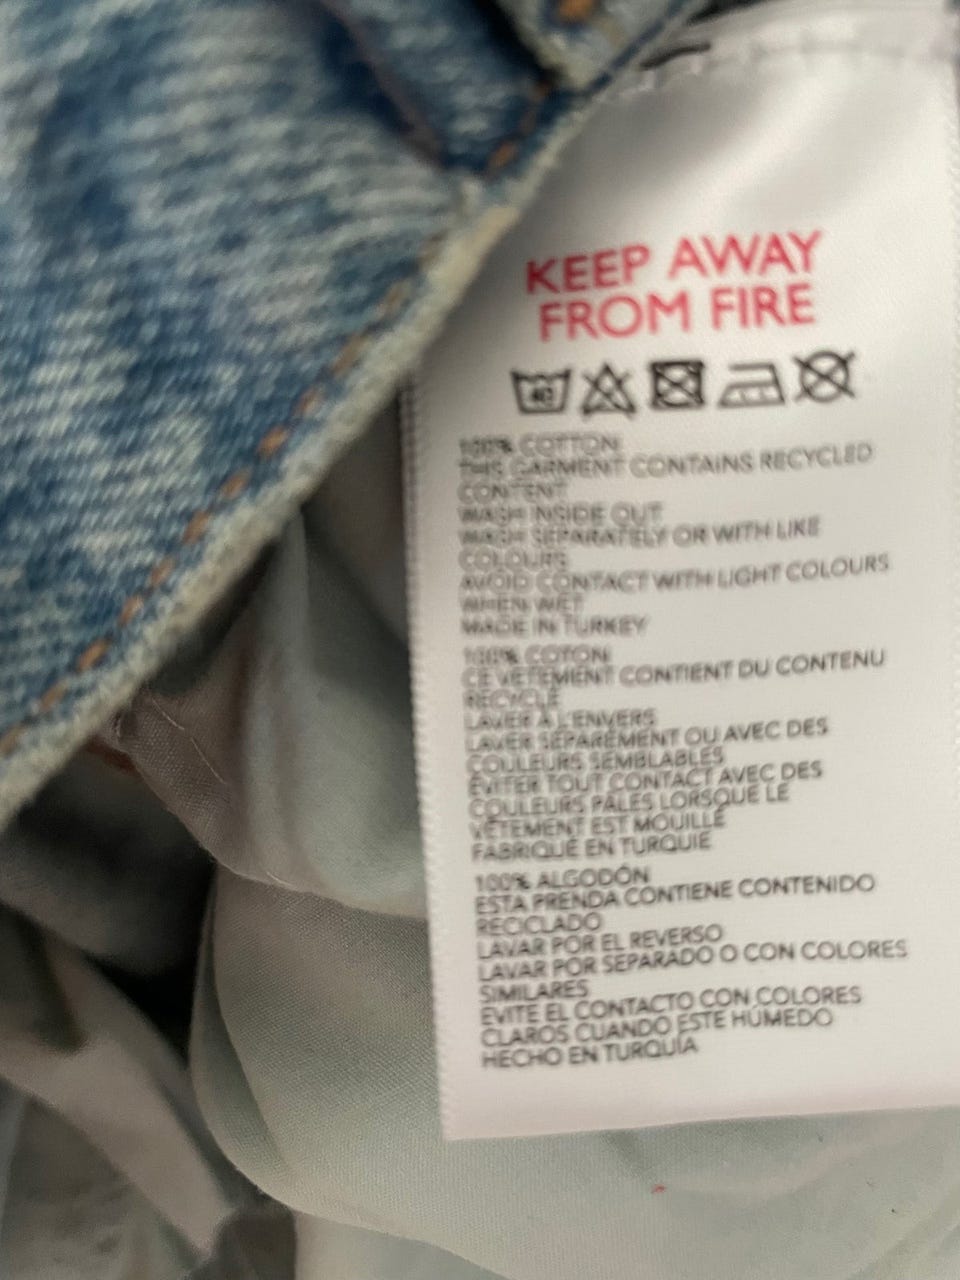 KEEP AWAY
FROM FIRE
40
100% COTTON
THIS GARMENT CONTAINS RECYCLED
CONTENT
WASH INSIDE OUT
WASH SEPARATELY OR WITH LIKE
COLOURS
AVOID CONTACT WITH LIGHT COLOURS
WHEN WET
MADE IN TURKEY
100% COTON
CE VÊTEMENT CONTIENT DU CONTENU
RECYCLÉ
LAVER À L'ENVERS
LAVER SÉPARÉMENT OU AVEC DES
COULEURS SEMBLABLES
ÉVITER TOUT CONTACT AVEC DES
COULEURS PÂLES LORSQUE LE
VÊTEMENT EST MOUILLÉ
FABRIQUÉ EN TURQUIE
100% ALGODÓN
ESTA PRENDA CONTIENE CONTENIDO
RECICLADO
LAVAR POR EL REVERSO
LAVAR POR SEPARADO O CON COLORES
SIMILARES
EVITE EL CONTACTO CON COLORES
CLAROS CUANDO ESTE HÚMEDO
HECHO EN TURQUÍA